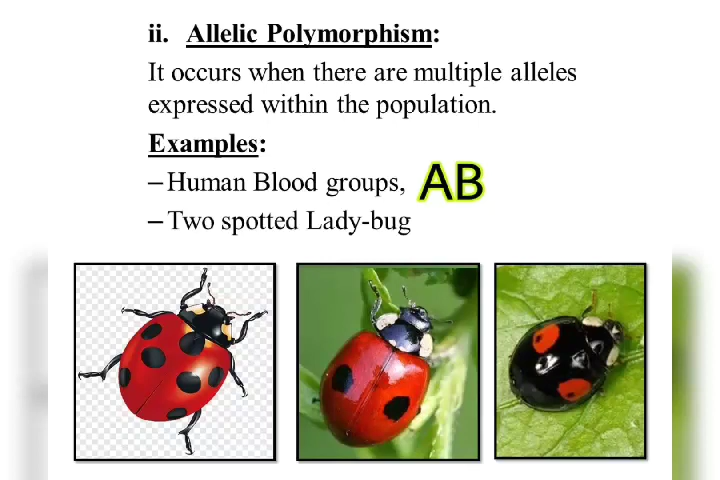 ii. Allelic Polymorphism:
It occurs when there are multiple alleles
expressed within the population.
Examples:
– Human Blood groups, AB
– Two spotted Lady-bug